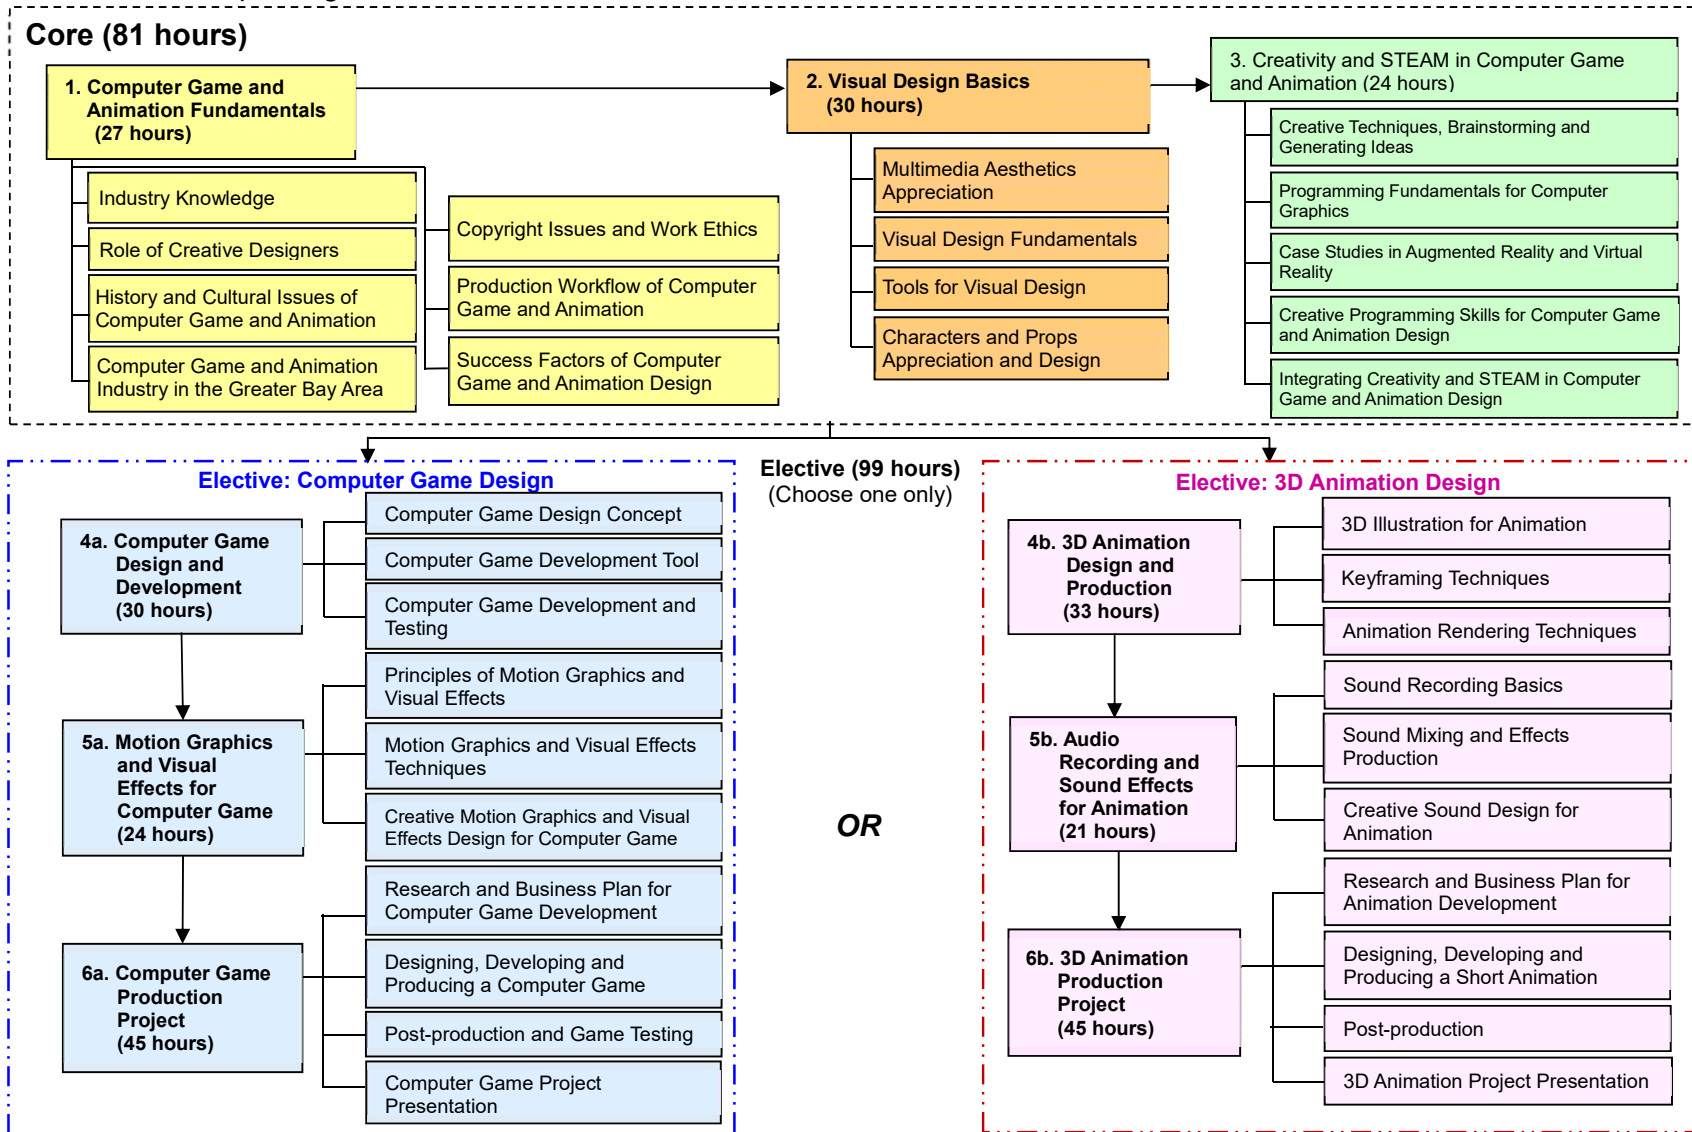 Core (81 hours)
1. Computer Game and
Animation Fundamentals
(27 hours)
Industry Knowledge
Role of Creative Designers
History and Cultural Issues of
Computer Game and Animation
Computer Game and Animation
Industry in the Greater Bay Area
Copyright Issues and Work Ethics
Production Workflow of Computer
Game and Animation
Success Factors of Computer
Game and Animation Design
2. Visual Design Basics
(30 hours)
Multimedia Aesthetics
Appreciation
Visual Design Fundamentals
Tools for Visual Design
Characters and Props
Appreciation and Design
3. Creativity and STEAM in Computer Game
and Animation (24 hours)
Creative Techniques, Brainstorming and
Generating Ideas
Programming Fundamentals for Computer
Graphics
Case Studies in Augmented Reality and Virtual
Reality
Creative Programming Skills for Computer Game
and Animation Design
Integrating Creativity and STEAM in Computer
Game and Animation Design
Elective (99 hours)
(Choose one only)
Elective: Computer Game Design
4a. Computer Game
Design and
Development
(30 hours)
Computer Game Design Concept
Computer Game Development Tool
Computer Game Development and
Testing
5a. Motion Graphics
and Visual
Effects for
Computer Game
(24 hours)
Principles of Motion Graphics and
Visual Effects
Motion Graphics and Visual Effects
Techniques
Creative Motion Graphics and Visual
Effects Design for Computer Game
6a. Computer Game
Production
Project
(45 hours)
Research and Business Plan for
Computer Game Development
Designing, Developing and
Producing a Computer Game
Post-production and Game Testing
Computer Game Project
Presentation
OR
Elective: 3D Animation Design
4b. 3D Animation
Design and
Production
(33 hours)
3D Illustration for Animation
Keyframing Techniques
Animation Rendering Techniques
5b. Audio
Recording and
Sound Effects
for Animation
(21 hours)
Sound Recording Basics
Sound Mixing and Effects
Production
Creative Sound Design for
Animation
6b. 3D Animation
Production
Project
(45 hours)
Research and Business Plan for
Animation Development
Designing, Developing and
Producing a Short Animation
Post-production
3D Animation Project Presentation